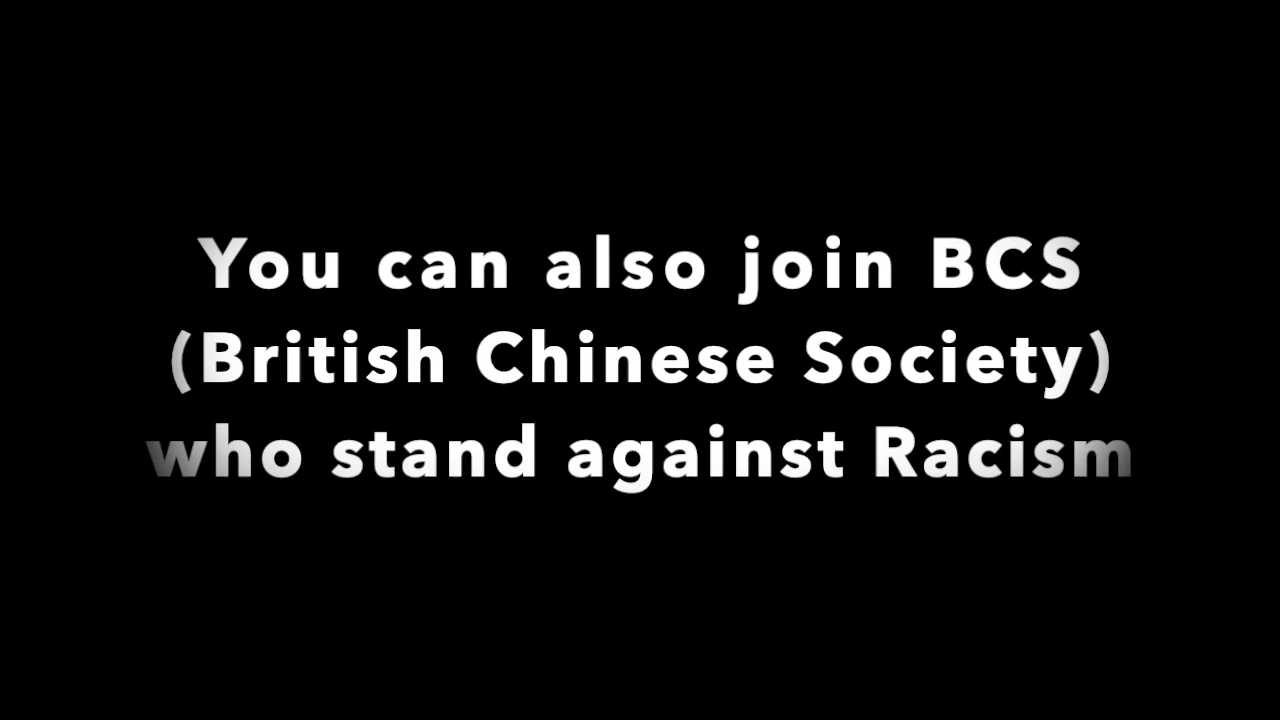 You can also join BCS
(British Chinese Society)
who stand against Racism